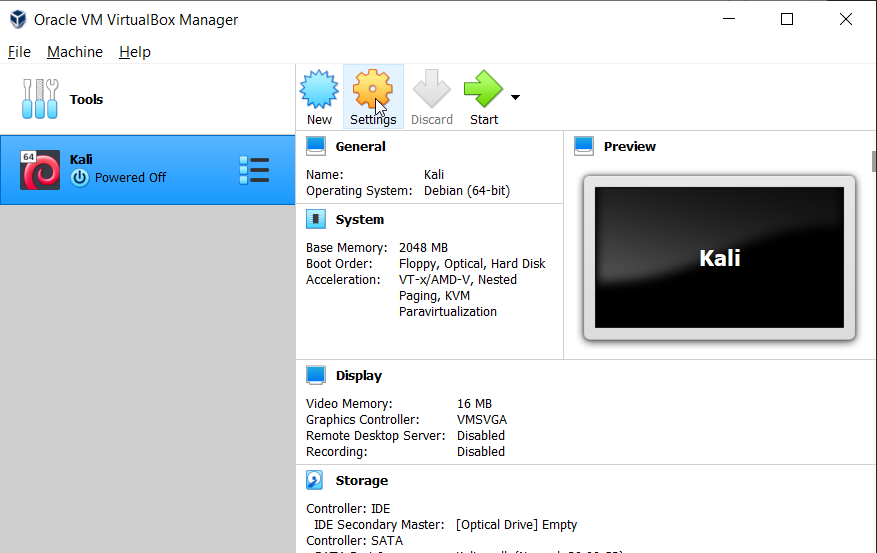 Oracle VM VirtualBox Manager
File Machine Help
Tools
New Settings Discard Start
64
Kali
Powered Off
General
Name: Kali
Operating System: Debian (64-bit)
Preview
Kali
System
Base Memory: 2048 MB
Boot Order: Floppy, Optical, Hard Disk
Acceleration: VT-x/AMD-V, Nested
Paging, KVM
Paravirtualization
Display
Video Memory: 16 MB
Graphics Controller: VMSVGA
Remote Desktop Server: Disabled
Recording: Disabled
Storage
Controller: IDE
IDE Secondary Master: [Optical Drive] Empty
Controller: SATA